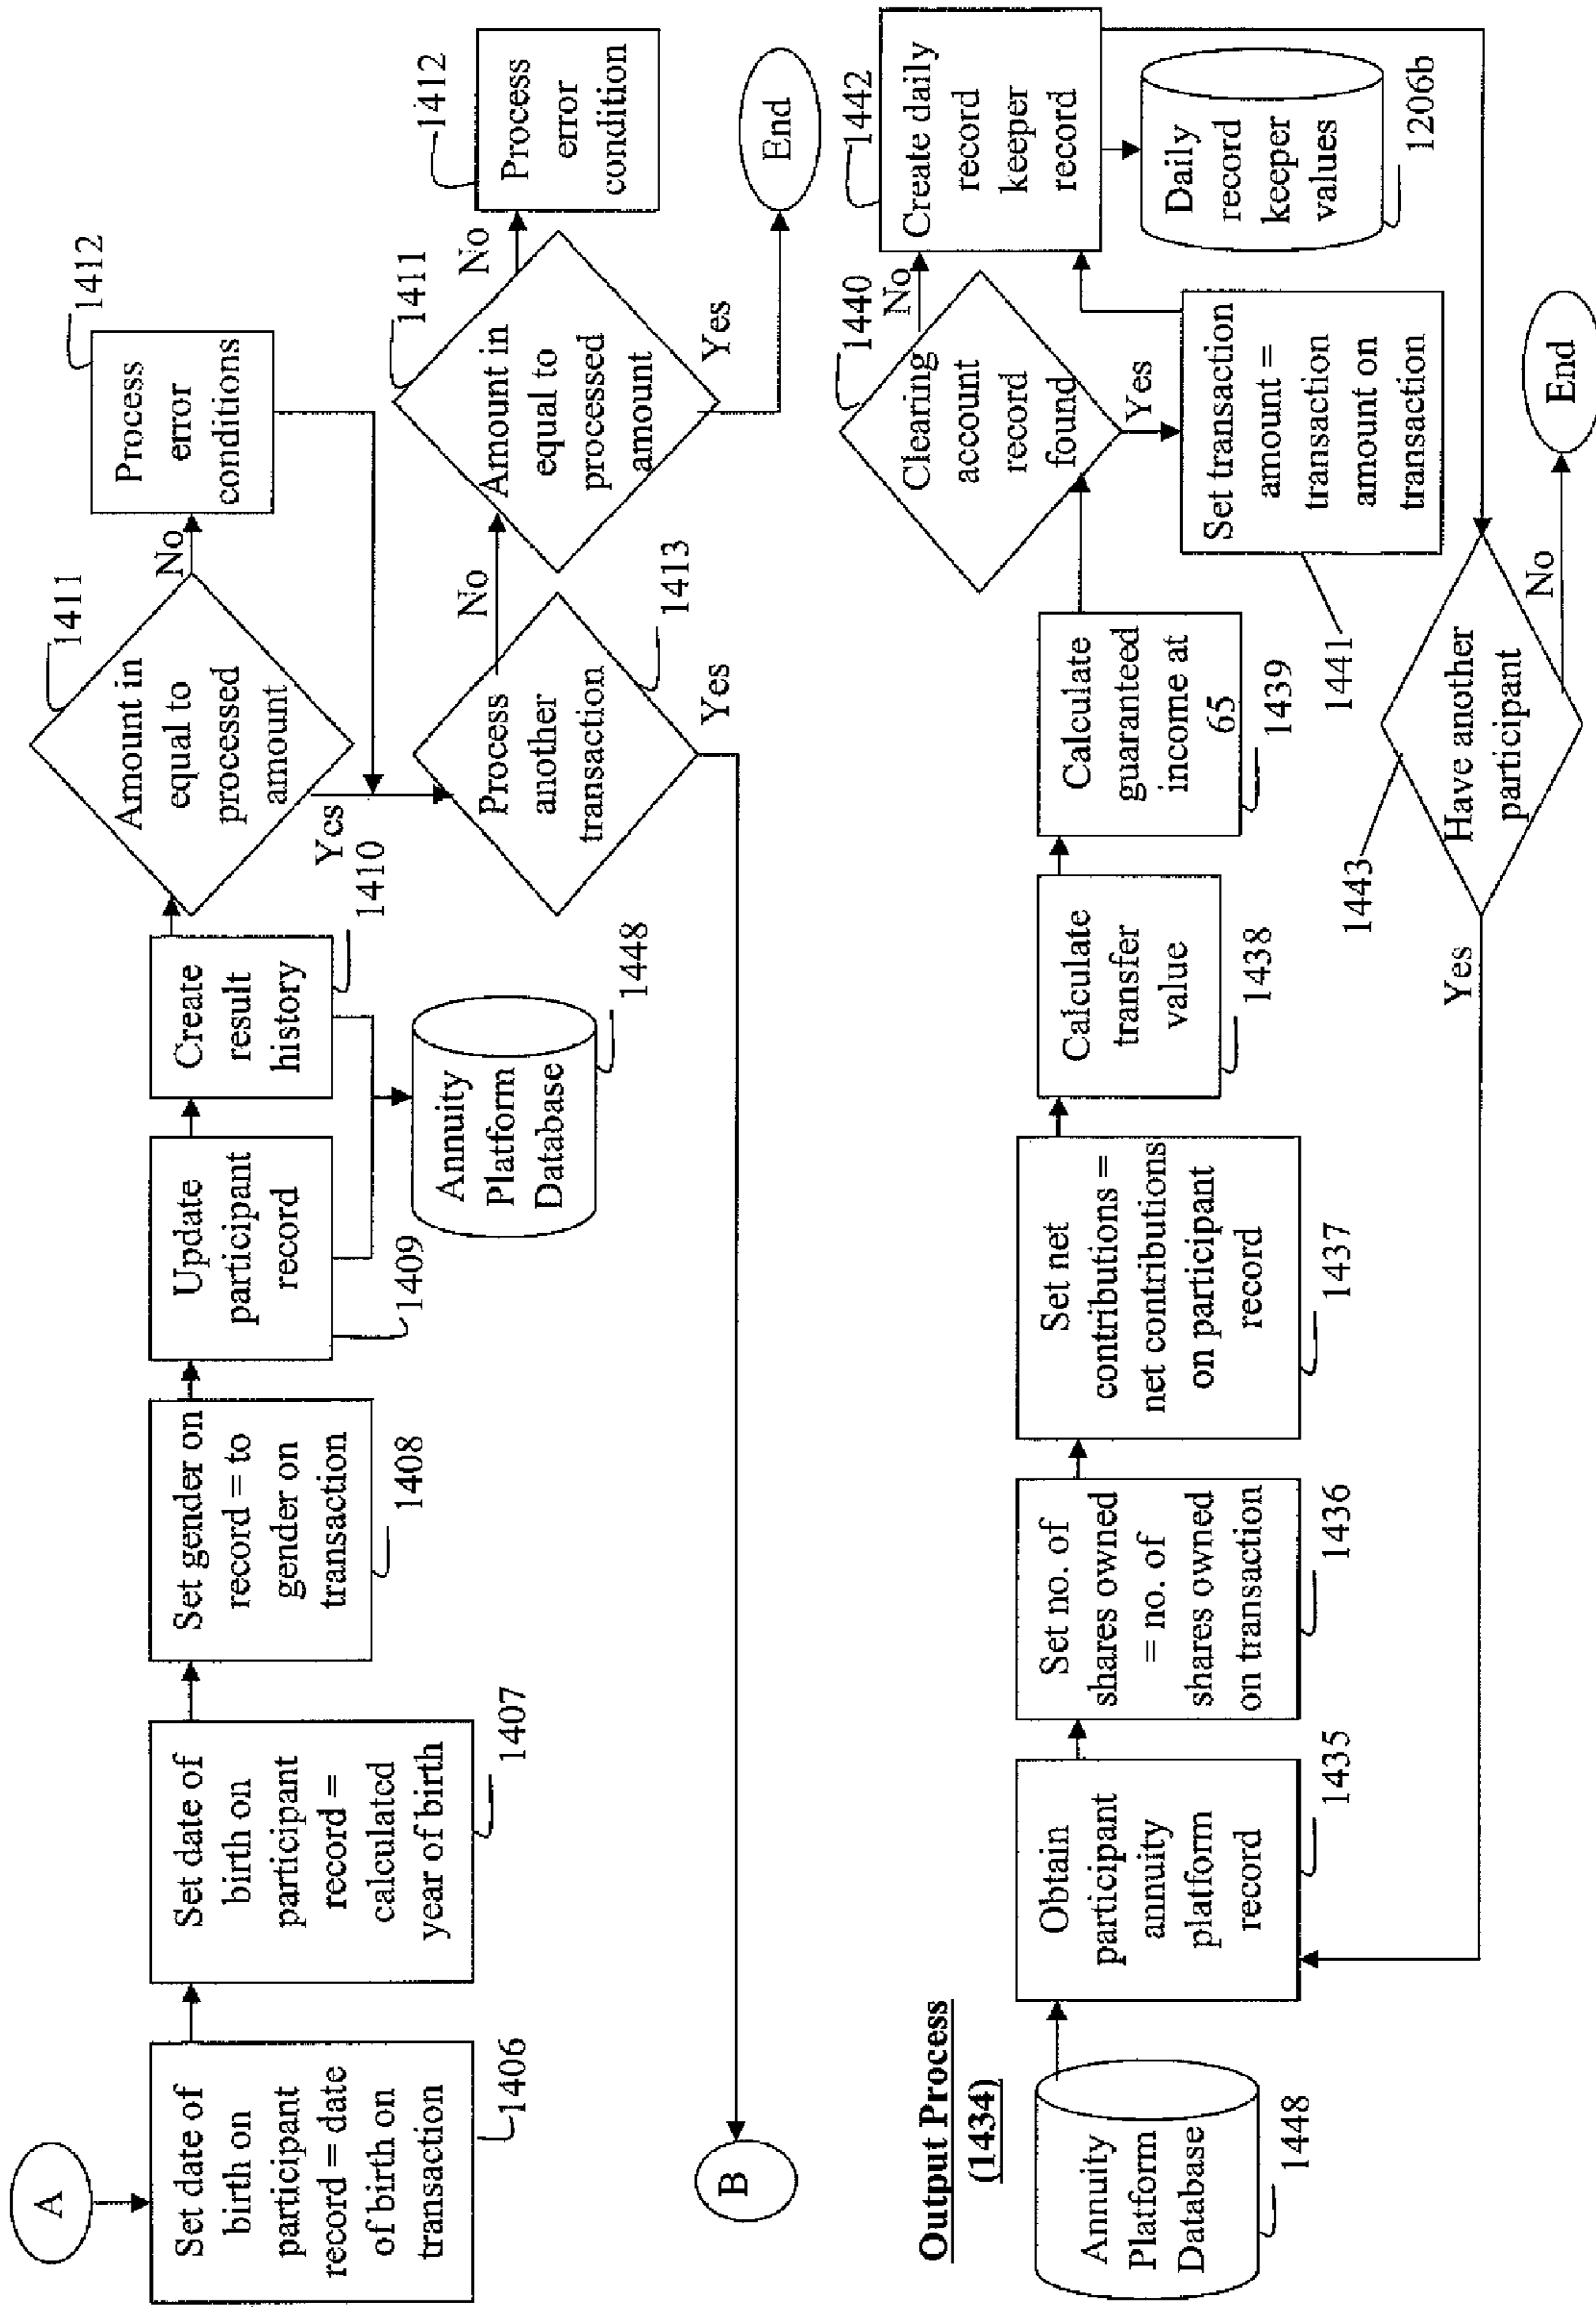 A
Set date of
birth on
participant
record = date
of birth on
transaction
1406
Set date of
birth on
participant
record =
calculated
year of birth
1407
Set gender on
record = to
gender on
transaction
1408
Update
participant
record
1409
Create
result
history
1410
Annuity
Platform
Database
1448
Amount in
equal to
processed
amount
1411
No
Yes
Process
error
conditions
1412
Process
another
transaction
1413
No
Yes
B
Amount in
equal to
processed
amount
1411
No
Yes
Process
error
condition
1412
End
Output Process
(1434)
Annuity
Platform
Database
1448
Obtain
participant
annuity
platform
record
1435
Set no. of
shares owned
= no. of
shares owned
on transaction
1436
Set net
contributions =
net contributions
on participant
record
1437
Calculate
transfer
value
1438
Calculate
guaranteed
income at
65
1439
Clearing
account
record
found
1440
No
Yes
Set transaction
amount =
transaction
amount on
transaction
1441
Create daily
record
keeper
record
1442
Daily
record
keeper
values
1206b
Have another
participant
1443
Yes
No
End